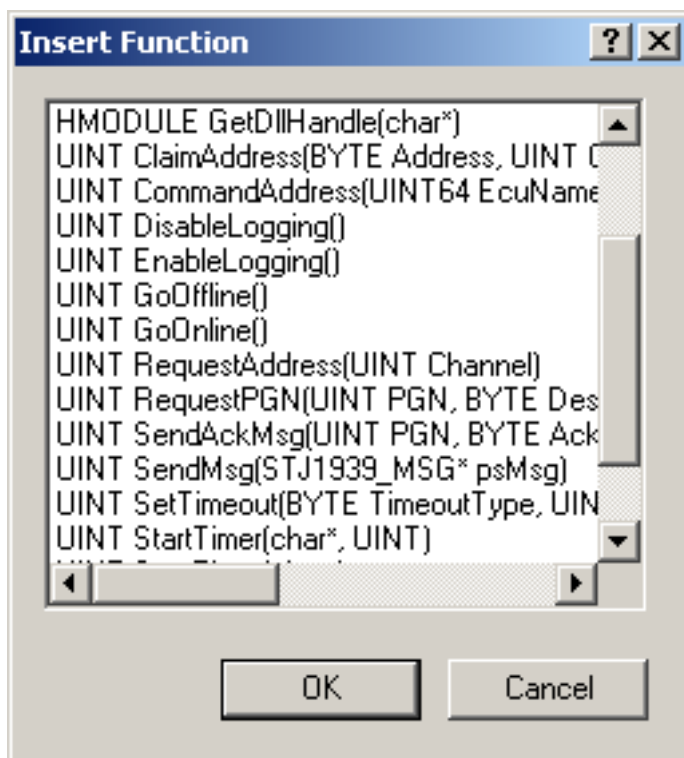 Insert Function
HMODULE GetDllHandle(char*)
UINT ClaimAddress(BYTE Address, UINT
UINT CommandAddress(UINT64 EcuName
UINT DisableLogging()
UINT EnableLogging()
UINT GoOffline()
UINT GoOnline()
UINT RequestAddress(UINT Channel)
UINT RequestPGN(UINT PGN, BYTE Des
UINT SendAckMsg(UINT PGN, BYTE Ack
UINT SendMsg(STJ1939_MSG* psMsg)
UINT SetTimeout(BYTE TimeoutType, UIN
UINT StartTimer(char*, UINT)
OK
Cancel